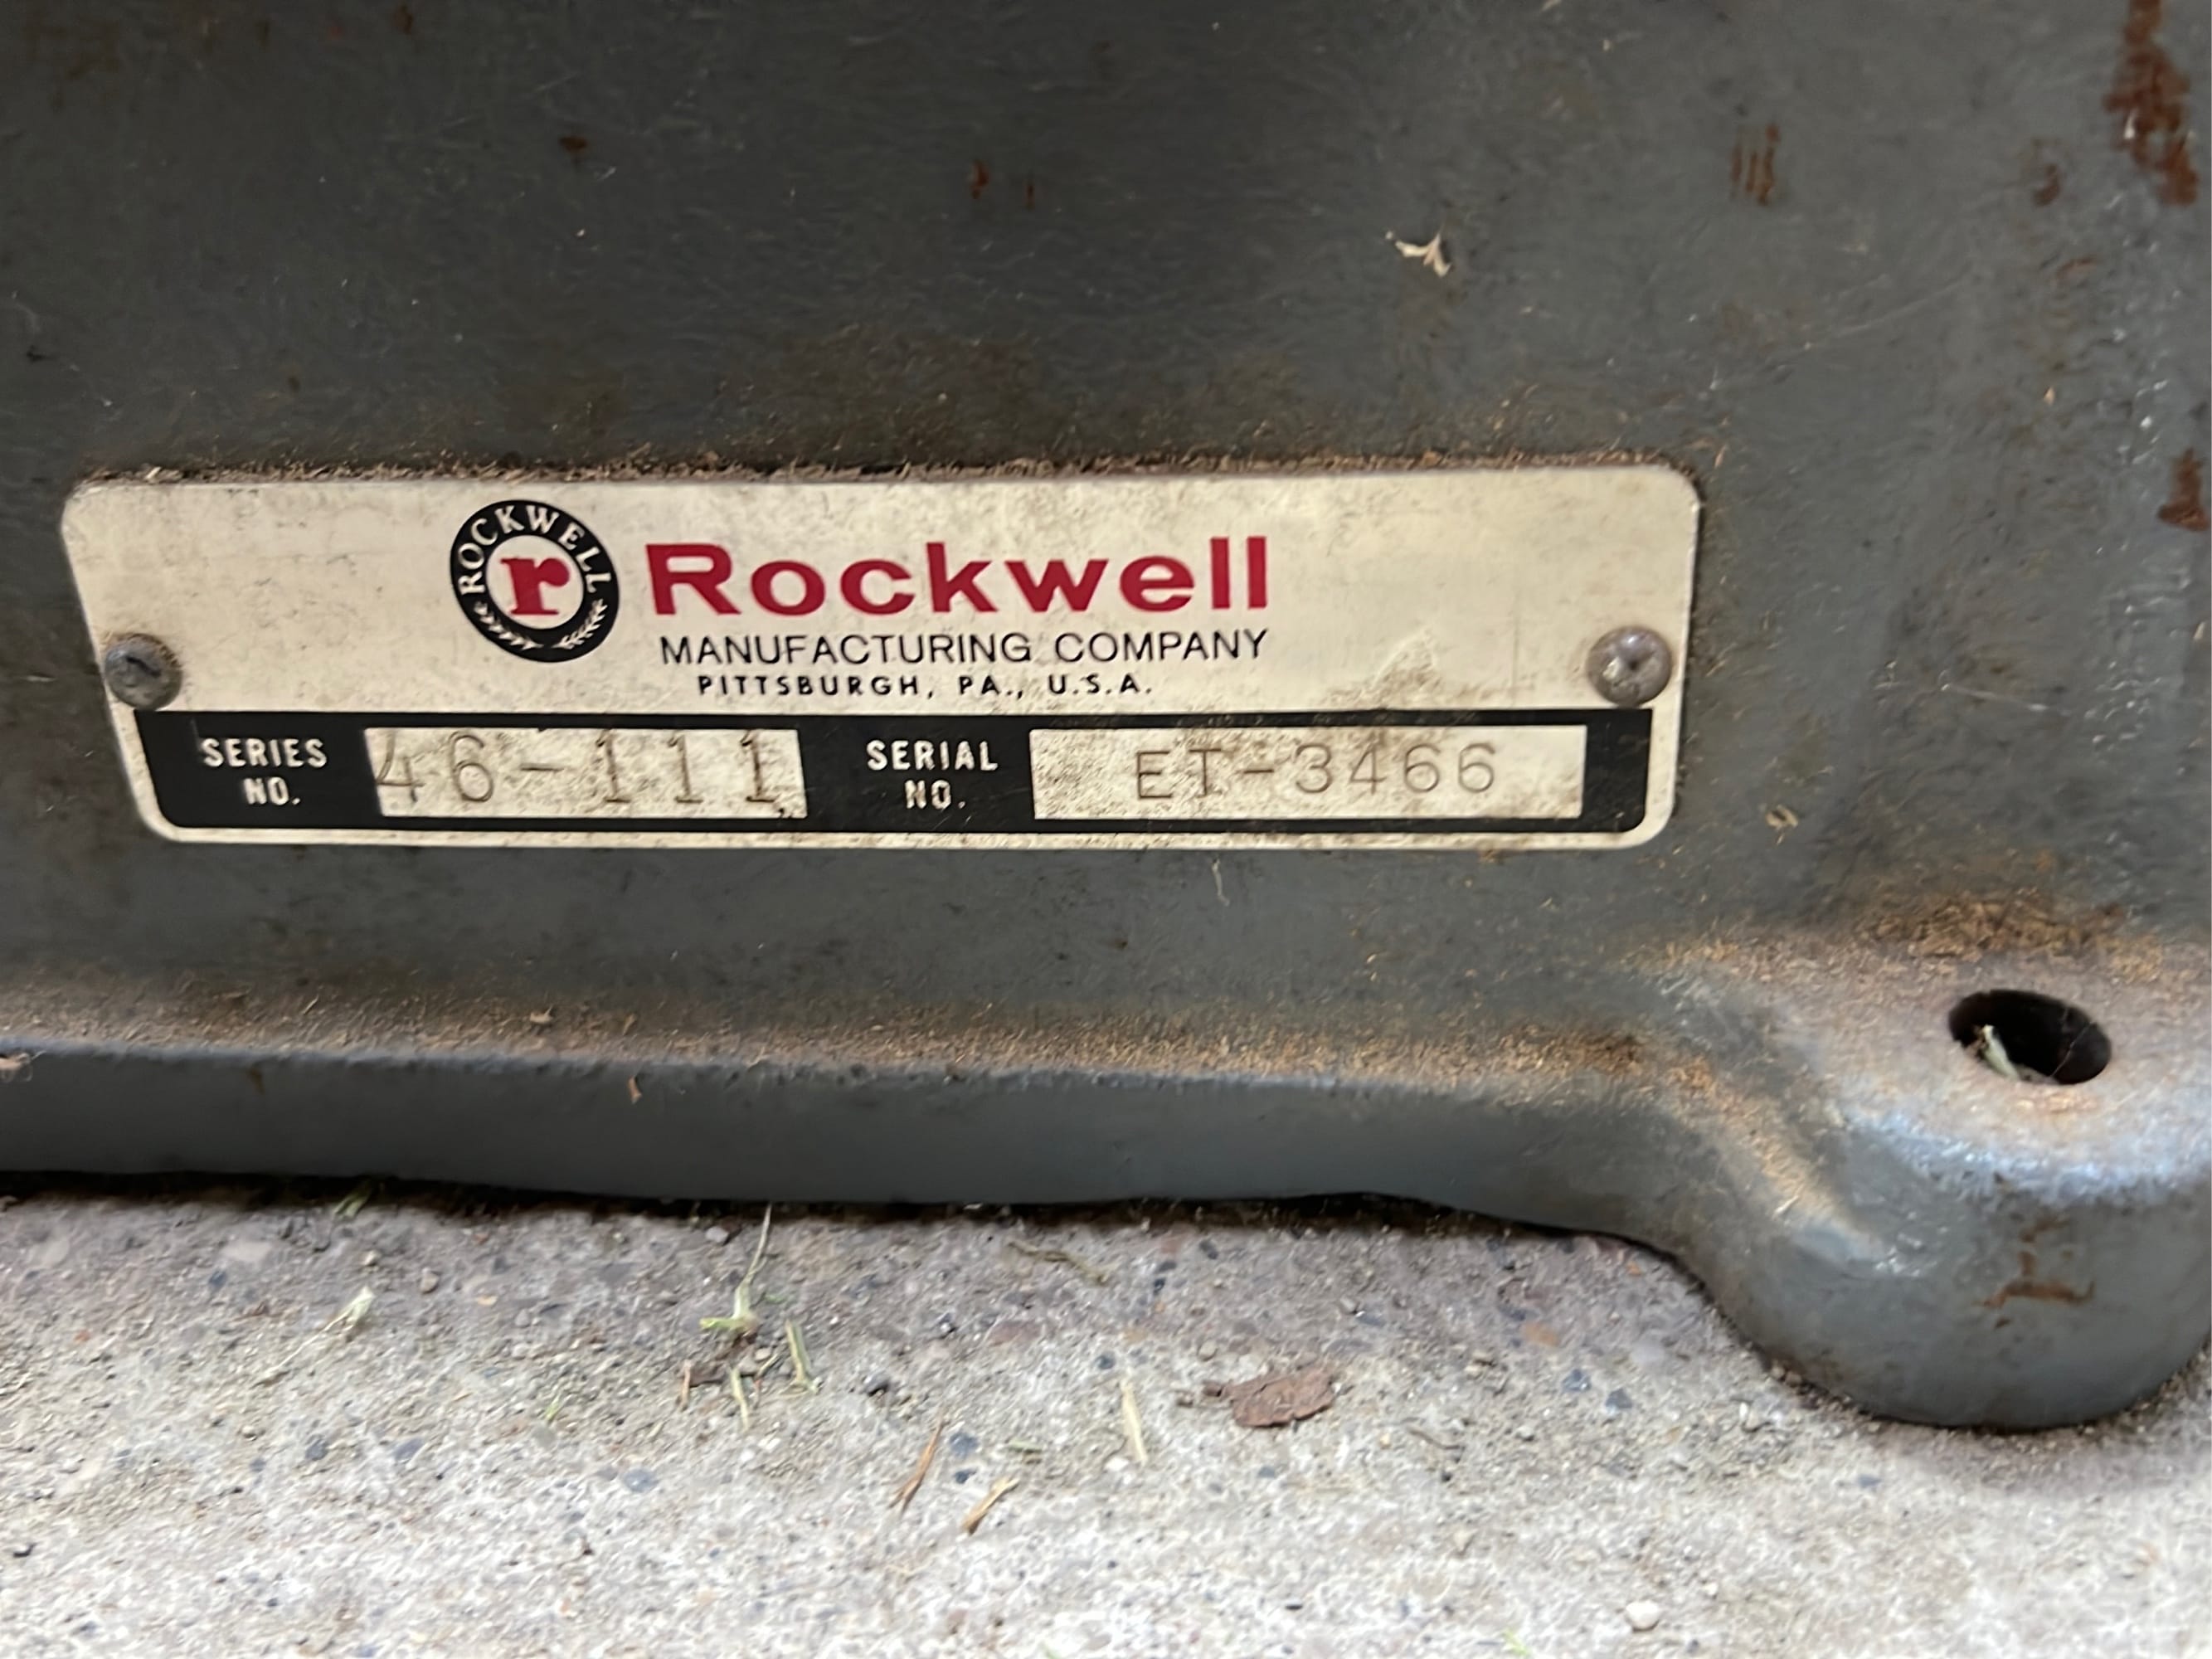 ROCKWELL
r
Rockwell
MANUFACTURING COMPANY
PITTSBURGH, PA., U.S.A.
SERIES NO. 46-111
SERIAL NO. ET-3466